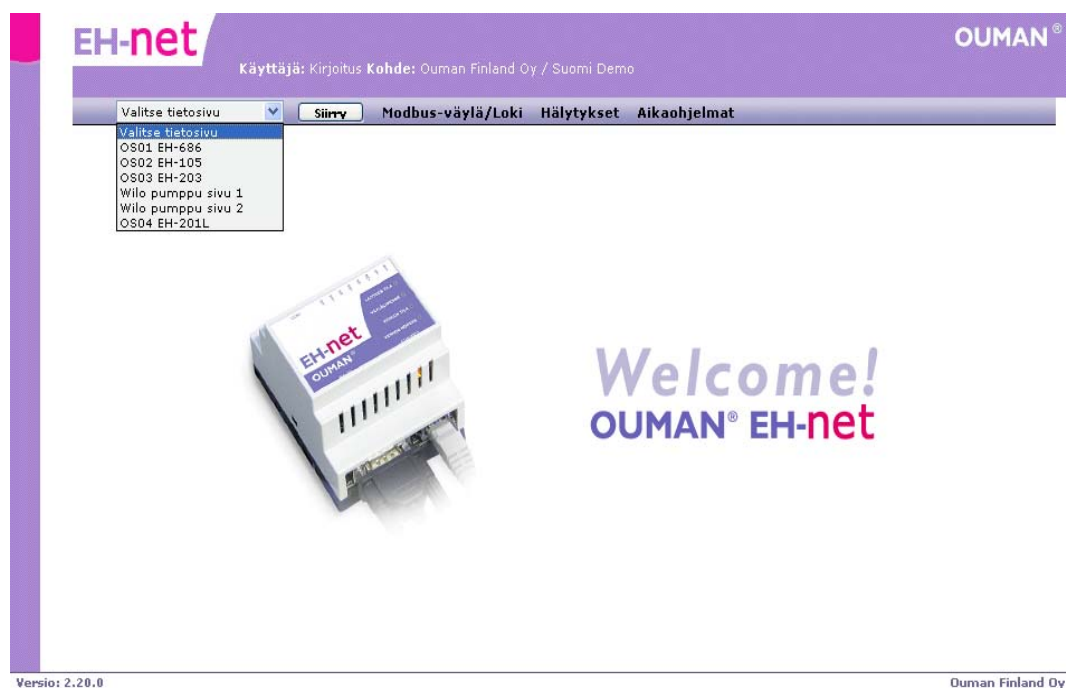 EH-net
OUMAN®
Käyttäjä: Kirjoitus Kohde: Ouman Finland Oy / Suomi Demo
Valitse tietosivu Siirry Modbus-väylä/Loki Hälytykset Aikaohjelmat
Valitse tietosivu
OS01 EH-686
OS02 EH-105
OS03 EH-203
Wilo pumppu sivu 1
Wilo pumppu sivu 2
OS04 EH-201L
EH-net
OUMAN®
Welcome!
OUMAN® EH-net
Versio: 2.20.0 Ouman Finland Oy